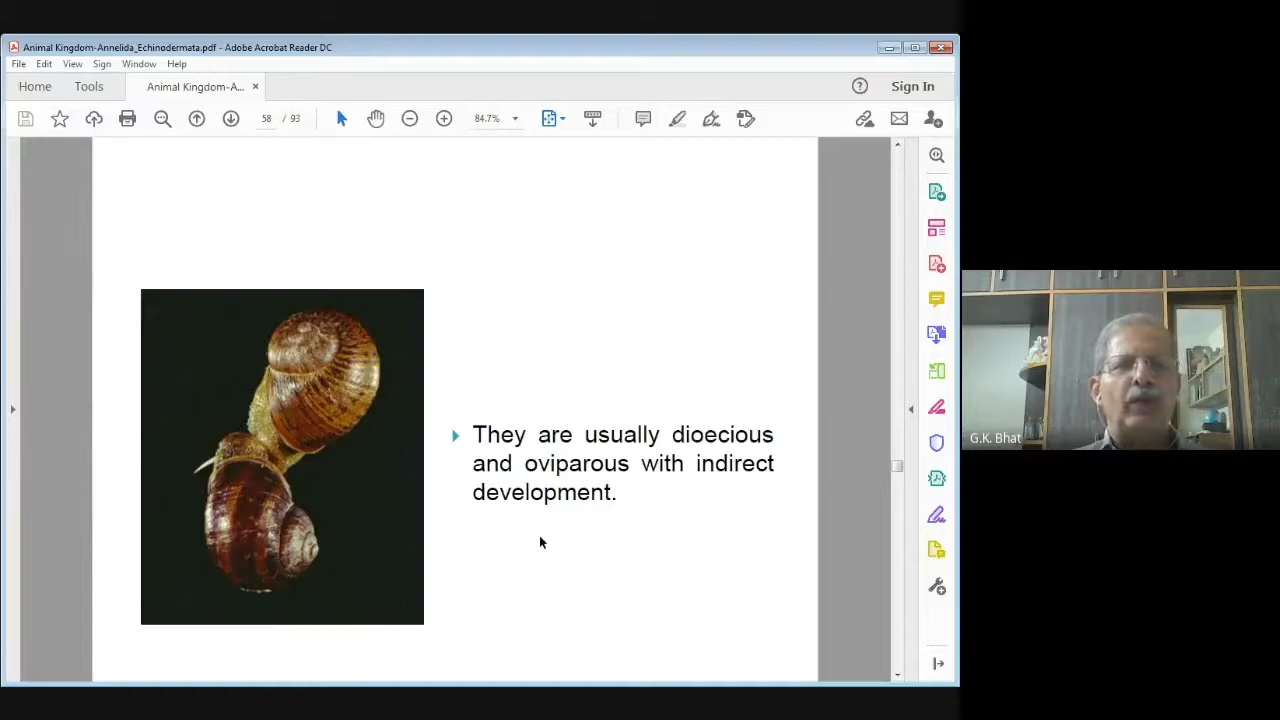 Animal Kingdom-Annelida_Echinodermata.pdf - Adobe Acrobat Reader DC
File Edit View Sign Window Help
Home Tools Animal Kingdom-A... × Sign In
58 / 93 84.7%
They are usually dioecious
and oviparous with indirect
development.
G.K. Bhat